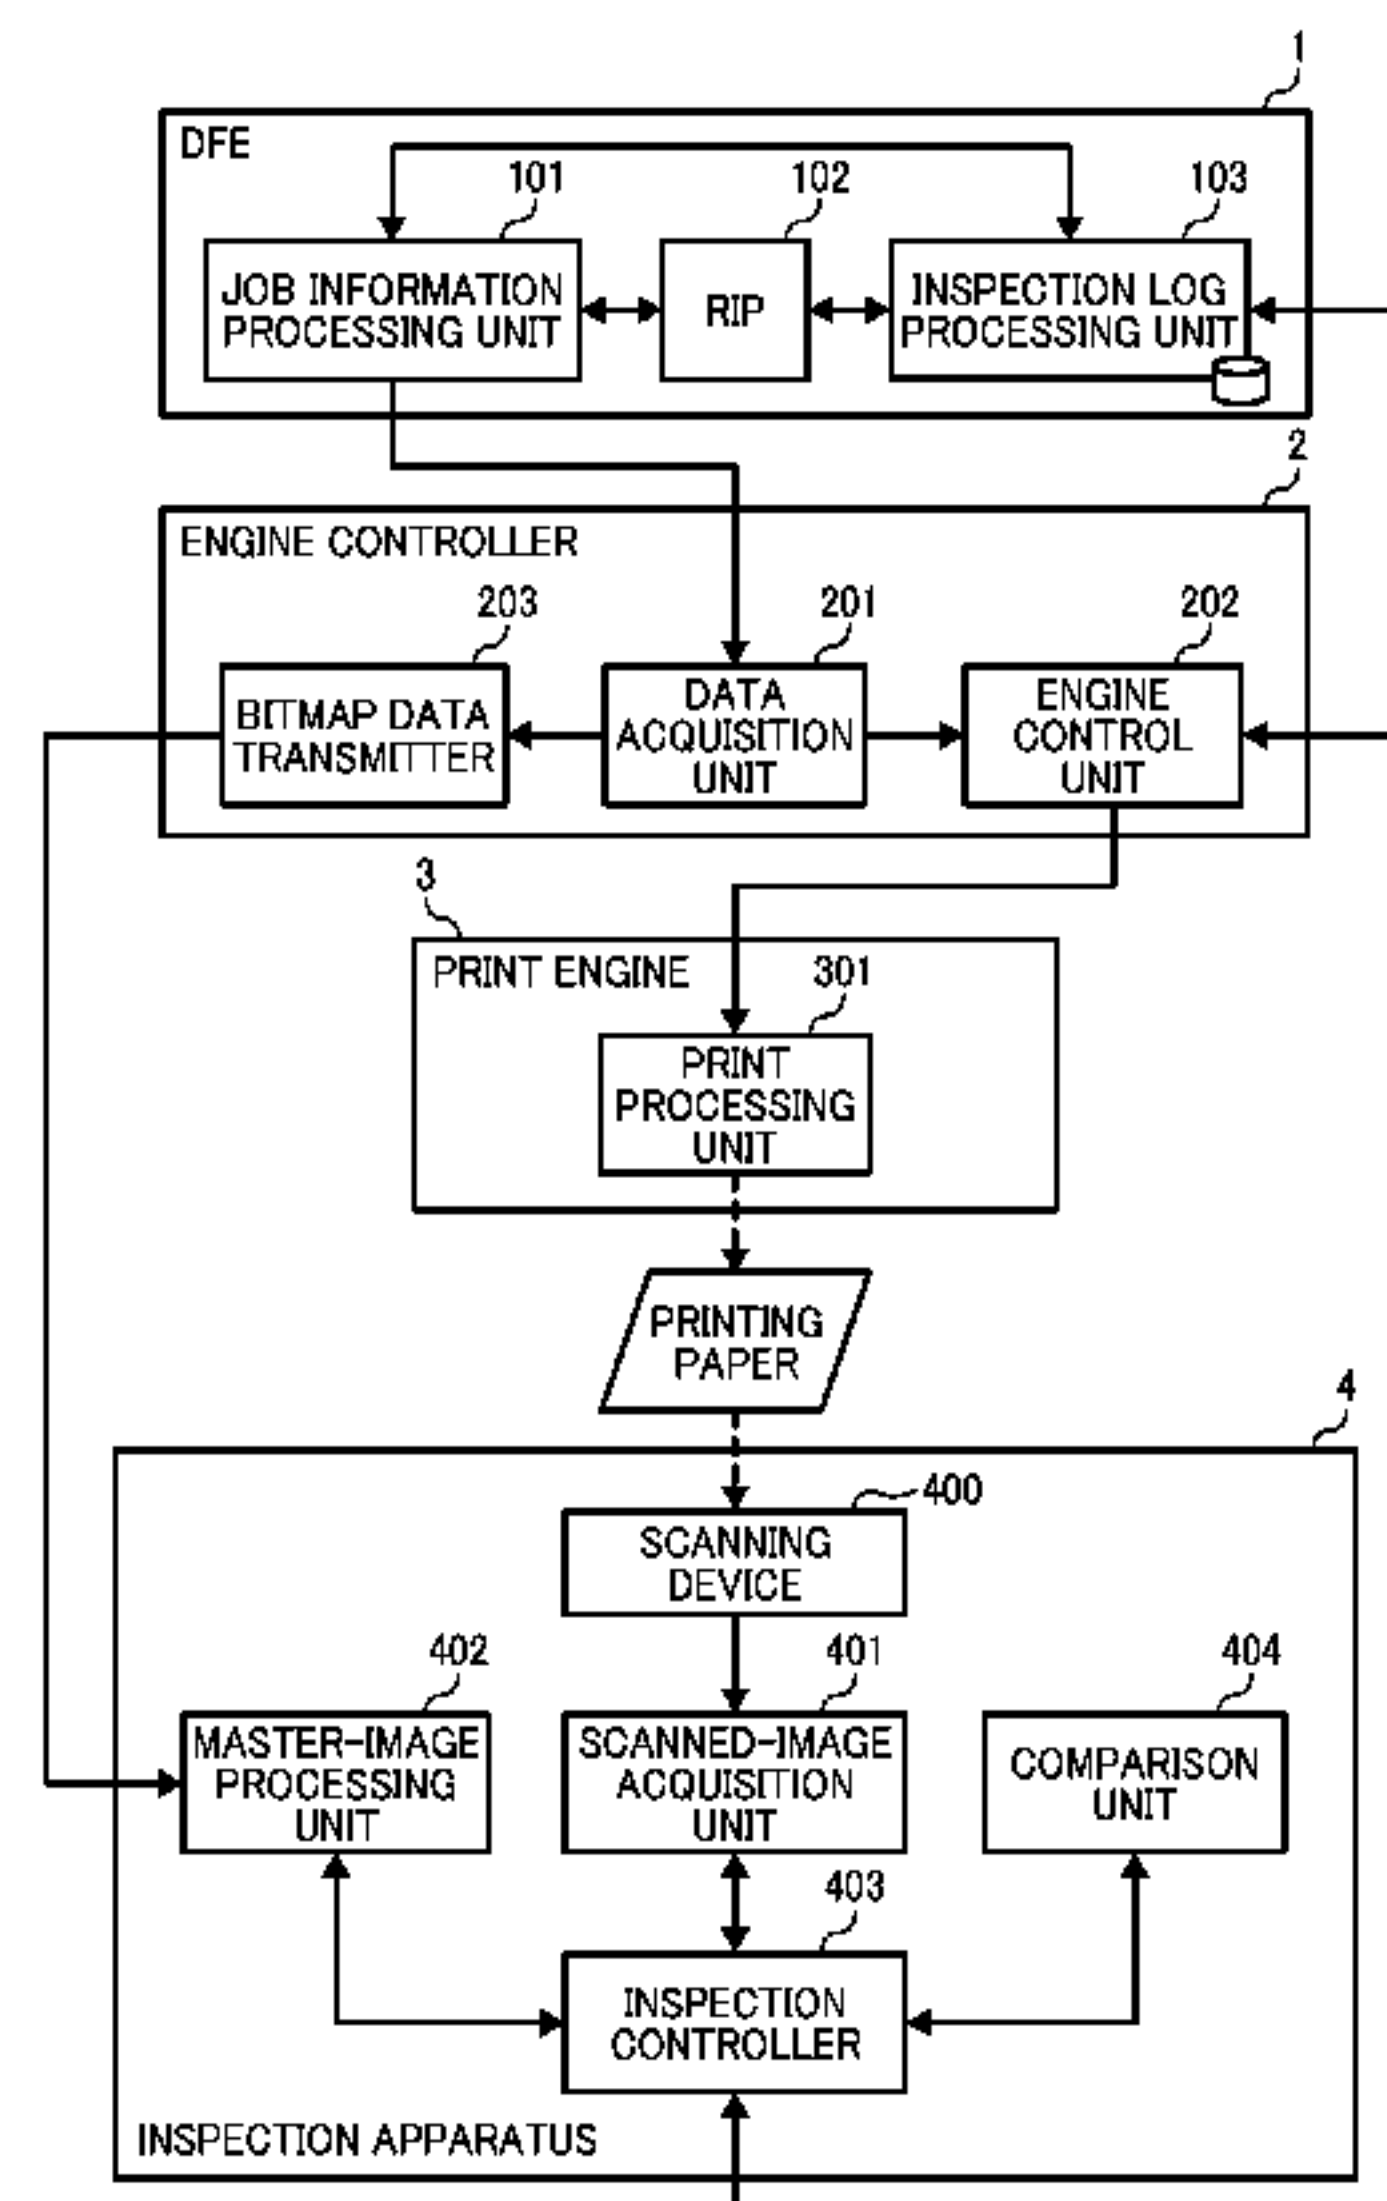 1
DFE
101
102
103
JOB INFORMATION
PROCESSING UNIT
RIP
INSPECTION LOG
PROCESSING UNIT
2
ENGINE CONTROLLER
203
201
202
BITMAP DATA
TRANSMITTER
DATA
ACQUISITION
UNIT
ENGINE
CONTROL
UNIT
3
PRINT ENGINE
301
PRINT
PROCESSING
UNIT
PRINTING
PAPER
4
400
SCANNING
DEVICE
402
401
404
MASTER-IMAGE
PROCESSING
UNIT
SCANNED-IMAGE
ACQUISITION
UNIT
COMPARISON
UNIT
403
INSPECTION
CONTROLLER
INSPECTION APPARATUS